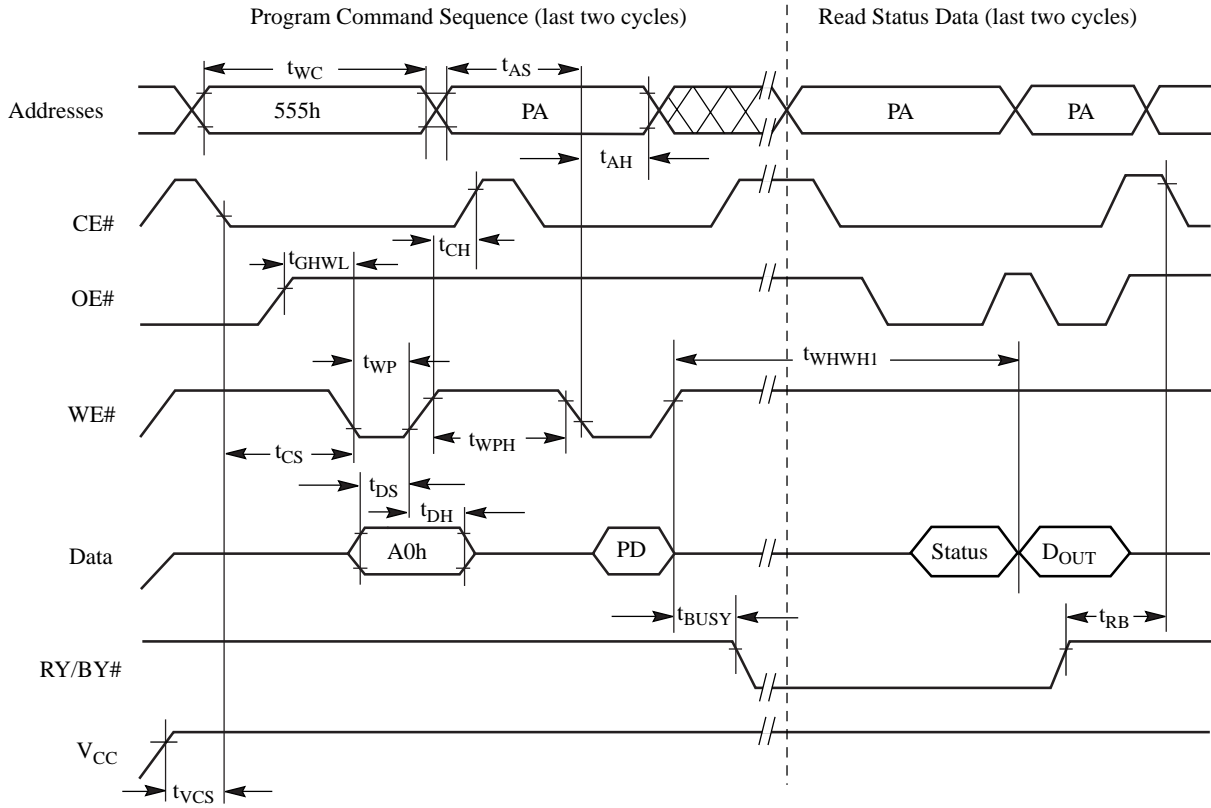 Program Command Sequence (last two cycles)
Read Status Data (last two cycles)
tWC
tAS
Addresses
555h
PA
PA
PA
tAH
CE#
tCH
tGHWL
OE#
tWP
tWHWH1
WE#
tWPH
tCS
tDS
tDH
Data
A0h
PD
Status
DOUT
tBUSY
tRB
RY/BY#
VCC
tVCS